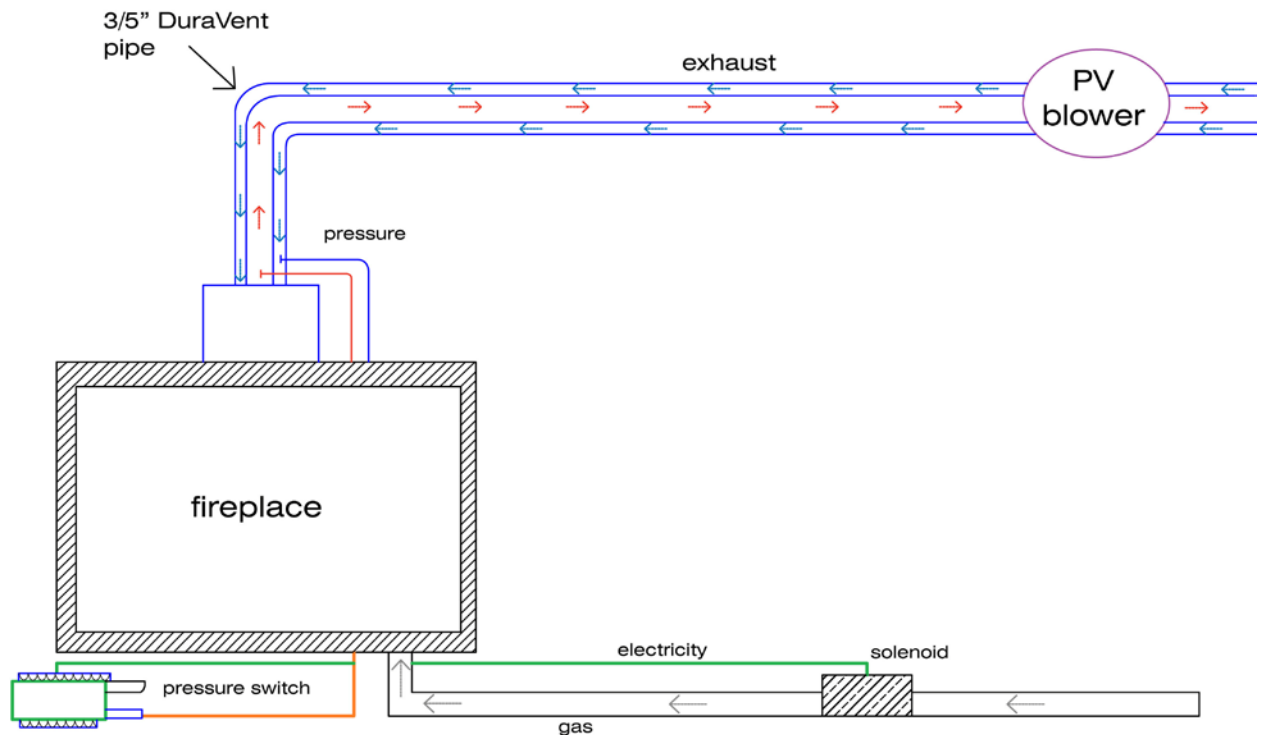 3/5” DuraVent
pipe
exhaust
PV
blower
pressure
fireplace
electricity
solenoid
pressure switch
gas